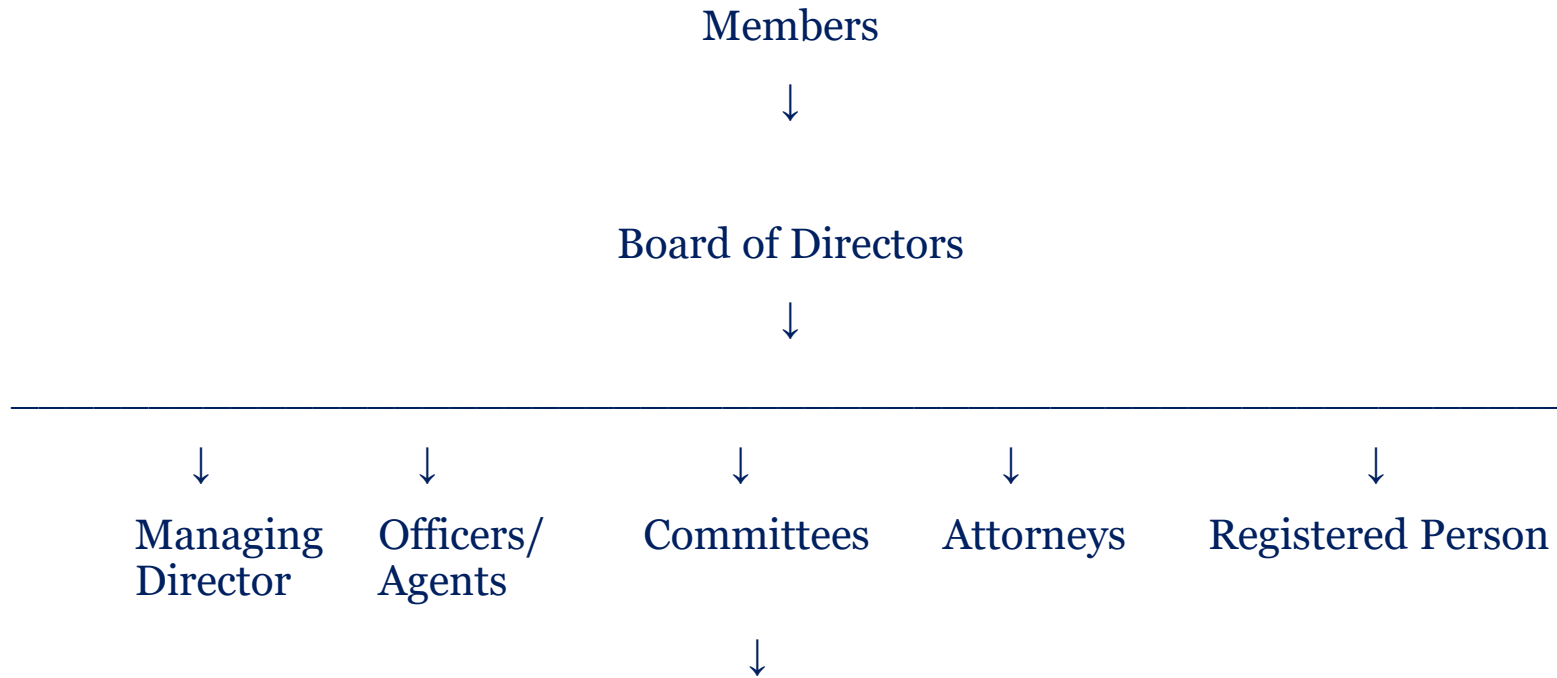 Members
↓
Board of Directors
↓
↓ ↓ ↓ ↓ ↓
Managing Officers/ Committees Attorneys Registered Person
Director Agents
↓